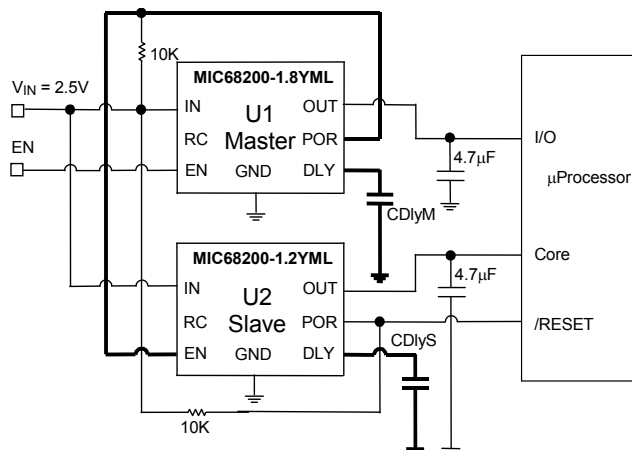 10K
VIN = 2.5V
EN
MIC68200-1.8YML
IN
OUT
U1
Master
RC
POR
EN
GND
DLY
CDlyM
4.7µF
I/O
µProcessor
MIC68200-1.2YML
IN
OUT
U2
Slave
RC
POR
EN
GND
DLY
CDlyS
4.7µF
Core
/RESET
10K